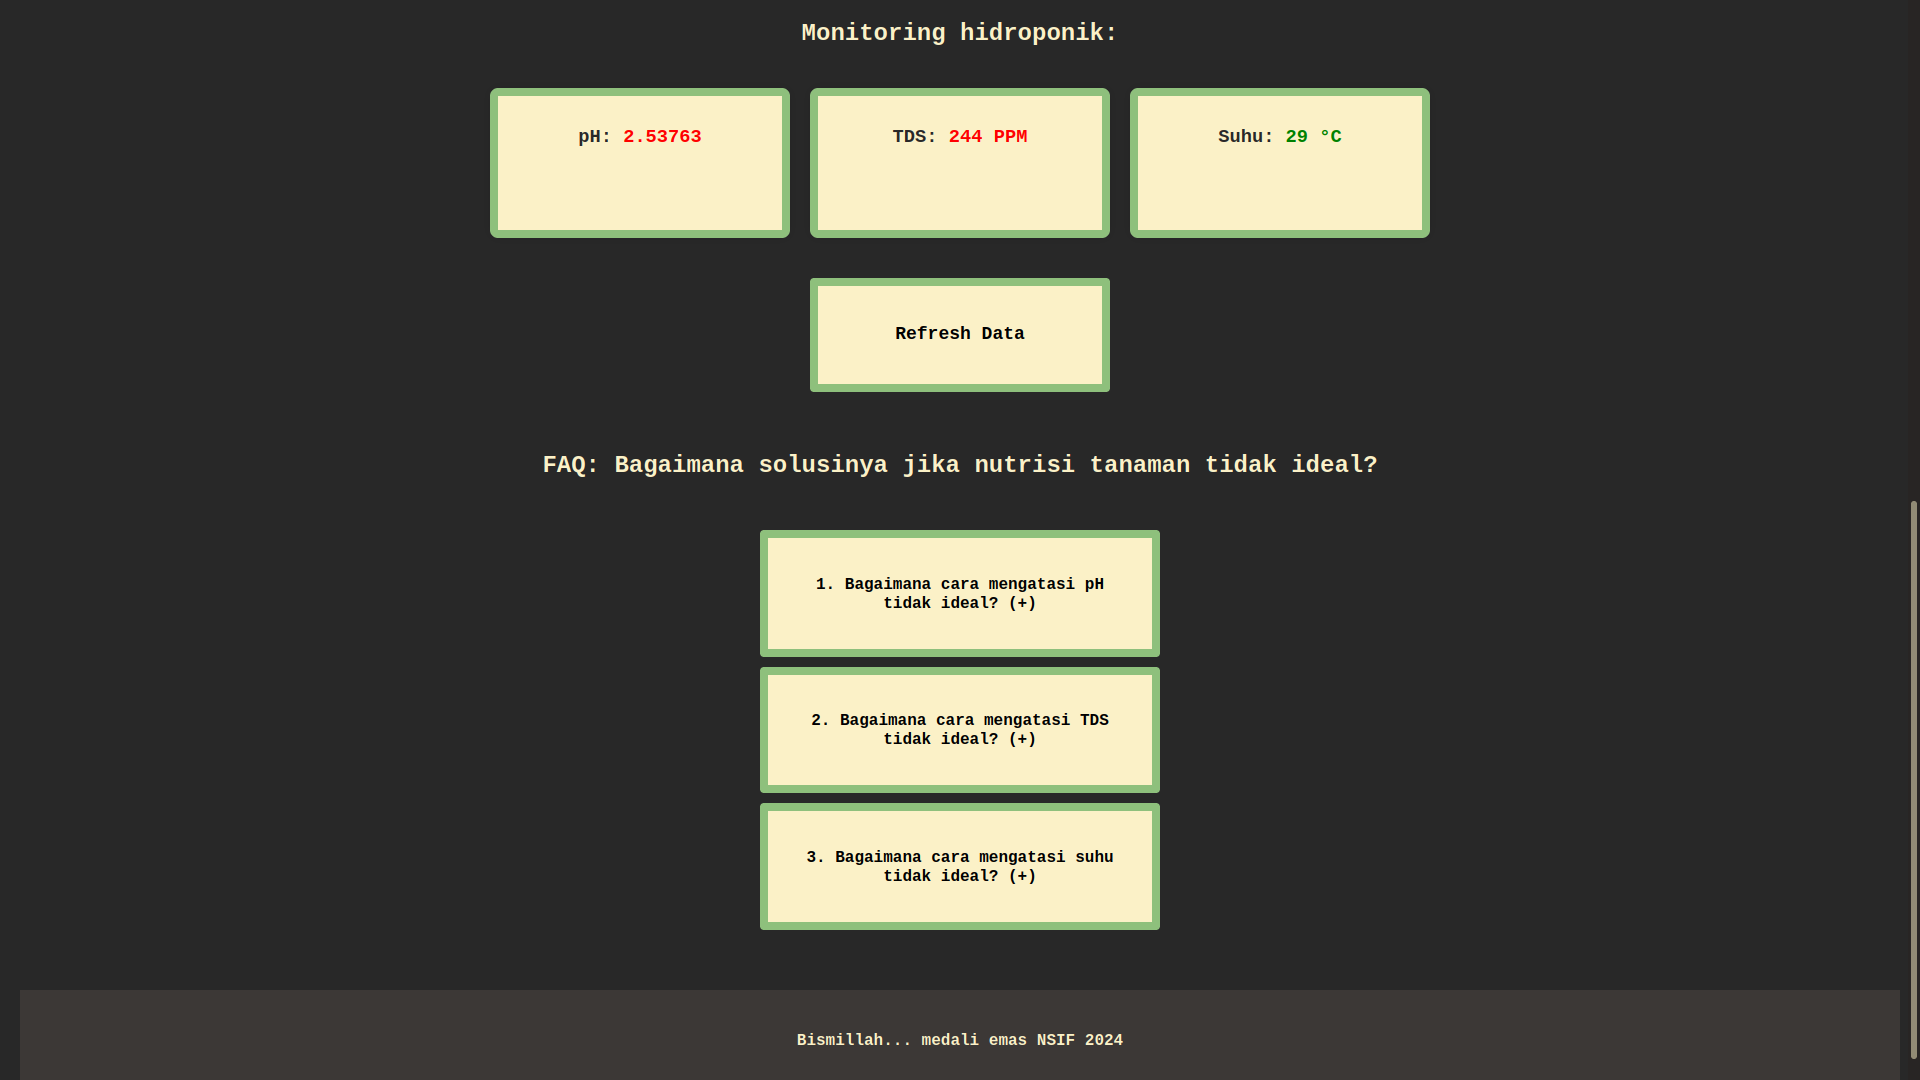 Monitoring hidroponik:
pH: 2.53763
TDS: 244 PPM
Suhu: 29 °C
Refresh Data
FAQ: Bagaimana solusinya jika nutrisi tanaman tidak ideal?
1. Bagaimana cara mengatasi pH
tidak ideal? (+)
2. Bagaimana cara mengatasi TDS
tidak ideal? (+)
3. Bagaimana cara mengatasi suhu
tidak ideal? (+)
Bismillah... medali emas NSIF 2024